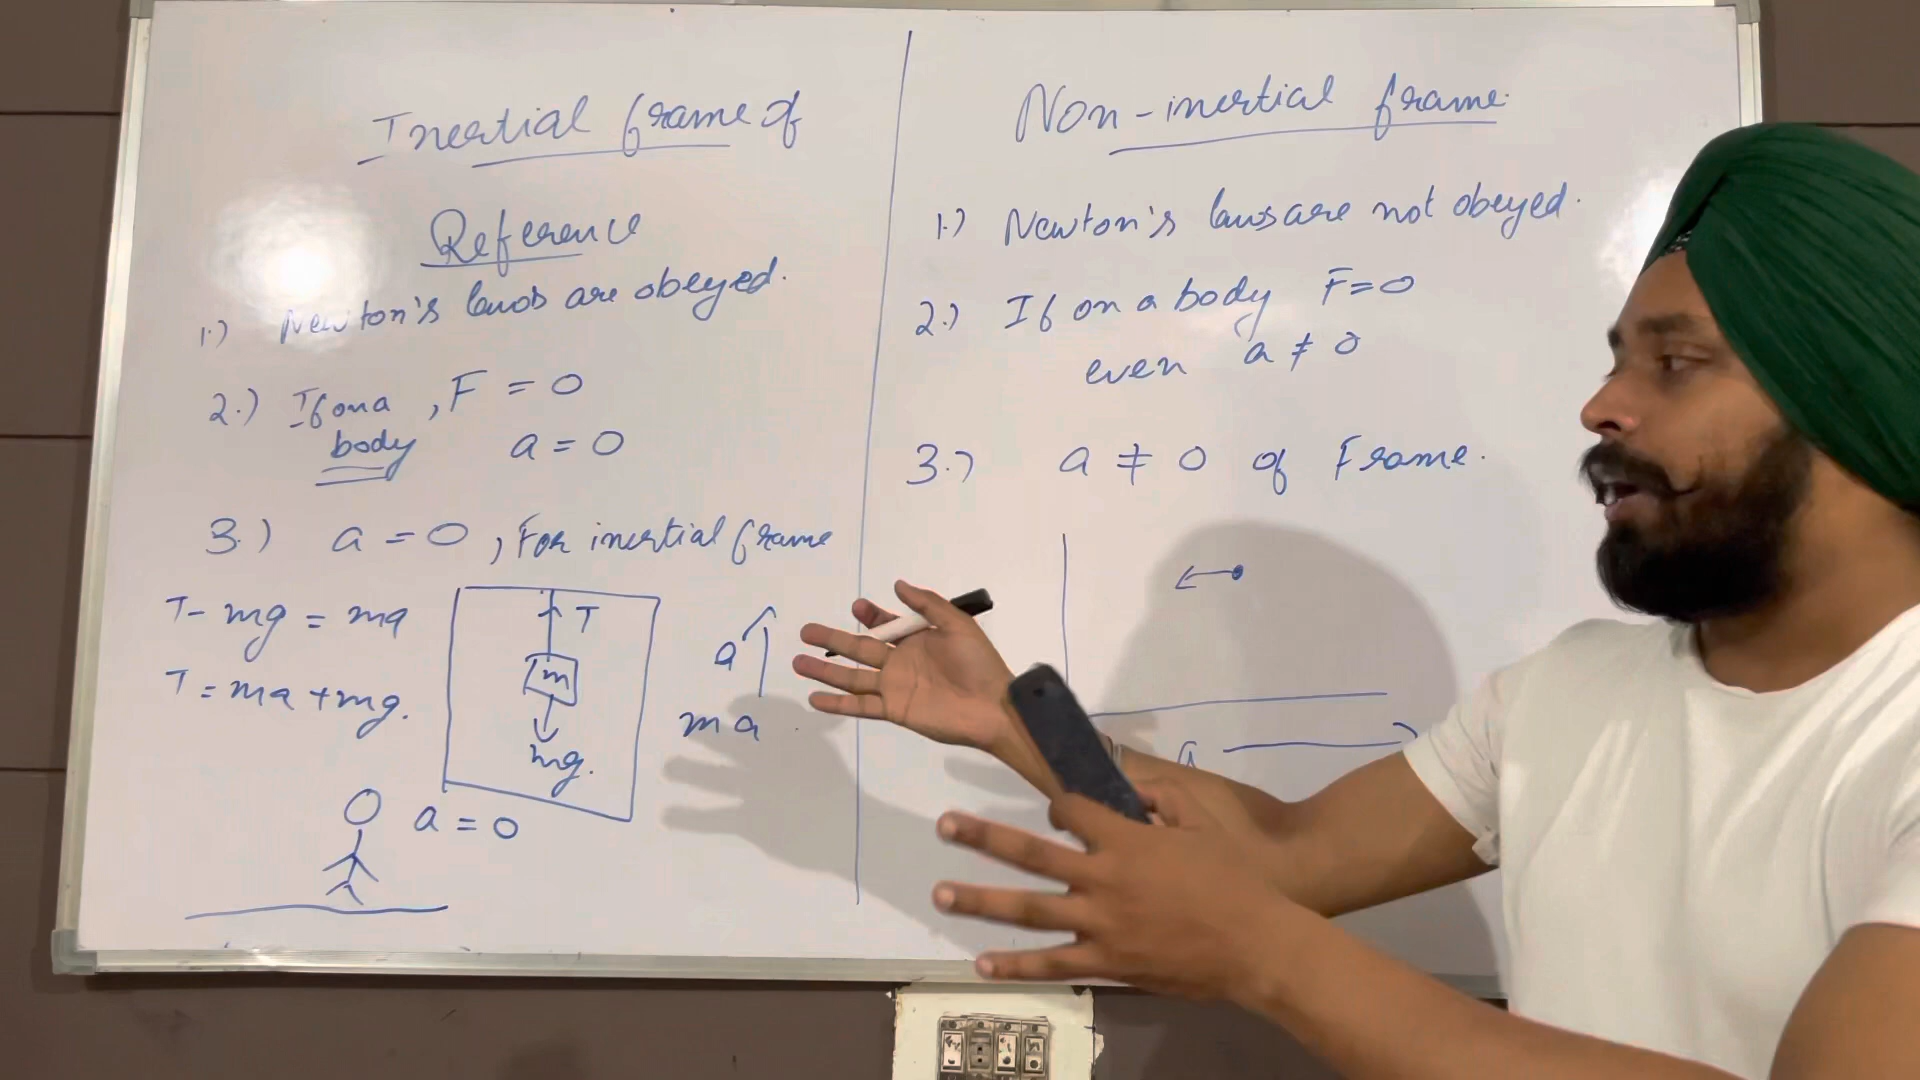 Inertial frame of
Reference
1.) Newton's laws are obeyed.
2.) If on a body, F = 0
a = 0
3.) a = 0, For inertial frame
T - mg = ma
T = ma + mg.
T
m
mg.
a
ma
a = 0
Non-inertial frame
1.) Newton's laws are not obeyed.
2.) If on a body F = 0
even a ≠ 0
3.) a ≠ 0 of Frame.
a